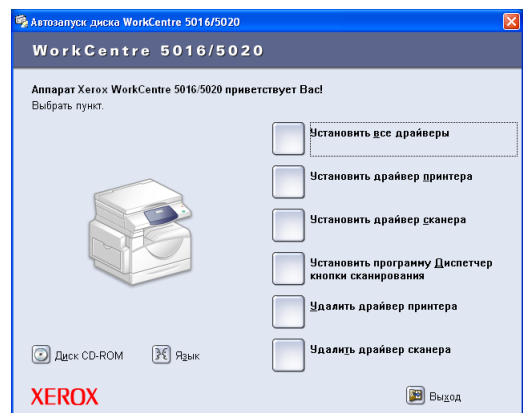 Автозапуск диска WorkCentre 5016/5020
WorkCentre 5016/5020
Аппарат Xerox WorkCentre 5016/5020 приветствует Вас!
Выбрать пункт.
Установить все драйверы
Установить драйвер принтера
Установить драйвер сканера
Установить программу Диспетчер
кнопки сканирования
Удалить драйвер принтера
Удалить драйвер сканера
Диск CD-ROM
Язык
XEROX
Выход